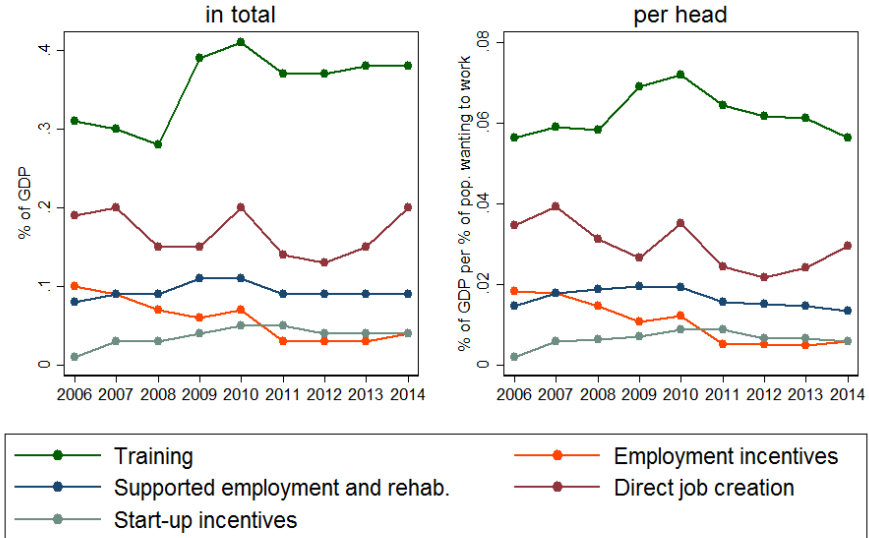 in total
% of GDP
.4
.3
.2
.1
0
2006 2007 2008 2009 2010 2011 2012 2013 2014
per head
% of GDP per % of pop. wanting to work
.08
.06
.04
.02
0
2006 2007 2008 2009 2010 2011 2012 2013 2014
Training
Employment incentives
Supported employment and rehab.
Direct job creation
Start-up incentives